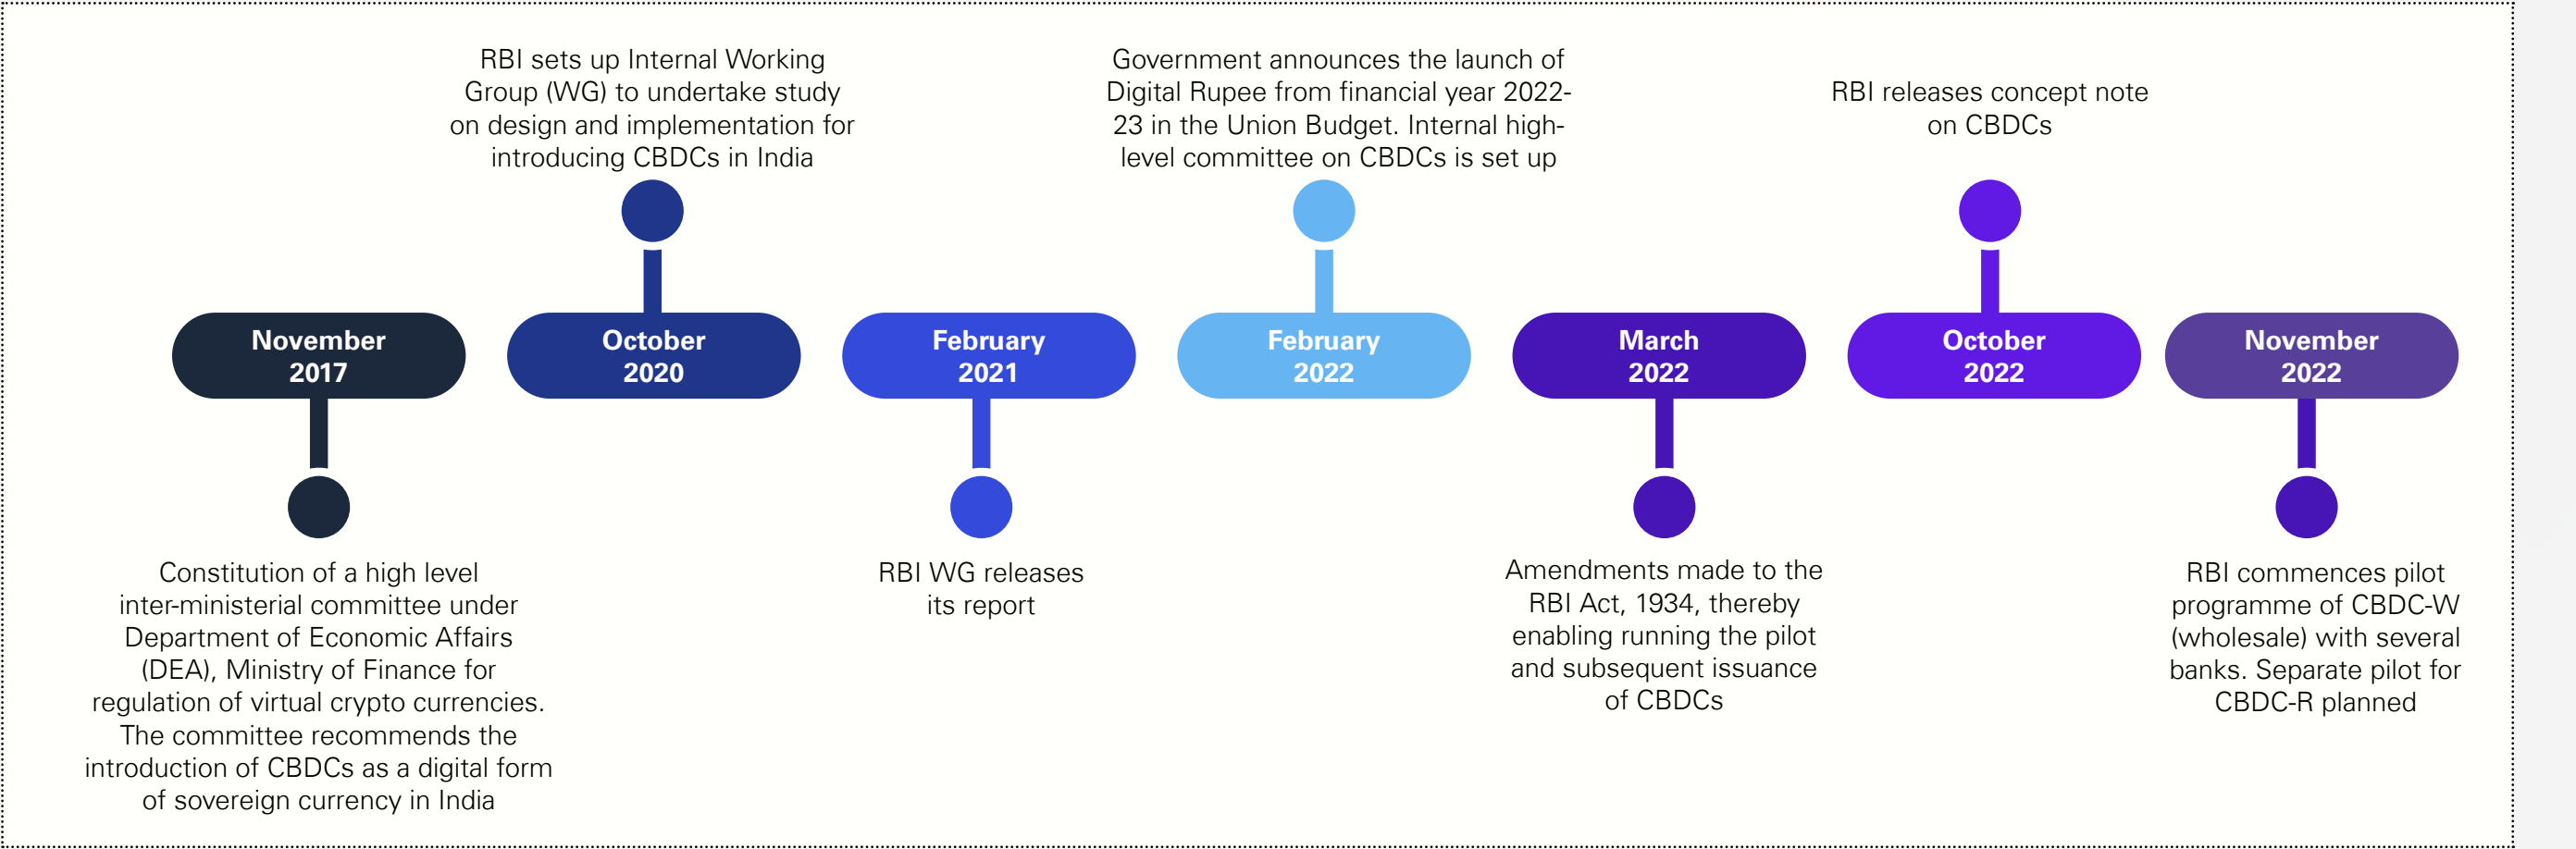 November
2017
Constitution of a high level
inter-ministerial committee under
Department of Economic Affairs
(DEA), Ministry of Finance for
regulation of virtual crypto currencies.
The committee recommends the
introduction of CBDCs as a digital form
of sovereign currency in India
RBI sets up Internal Working
Group (WG) to undertake study
on design and implementation for
introducing CBDCs in India
October
2020
February
2021
RBI WG releases
its report
Government announces the launch of
Digital Rupee from financial year 2022-
23 in the Union Budget. Internal high-
level committee on CBDCs is set up
February
2022
March
2022
Amendments made to the
RBI Act, 1934, thereby
enabling running the pilot
and subsequent issuance
of CBDCs
RBI releases concept note
on CBDCs
October
2022
November
2022
RBI commences pilot
programme of CBDC-W
(wholesale) with several
banks. Separate pilot for
CBDC-R planned